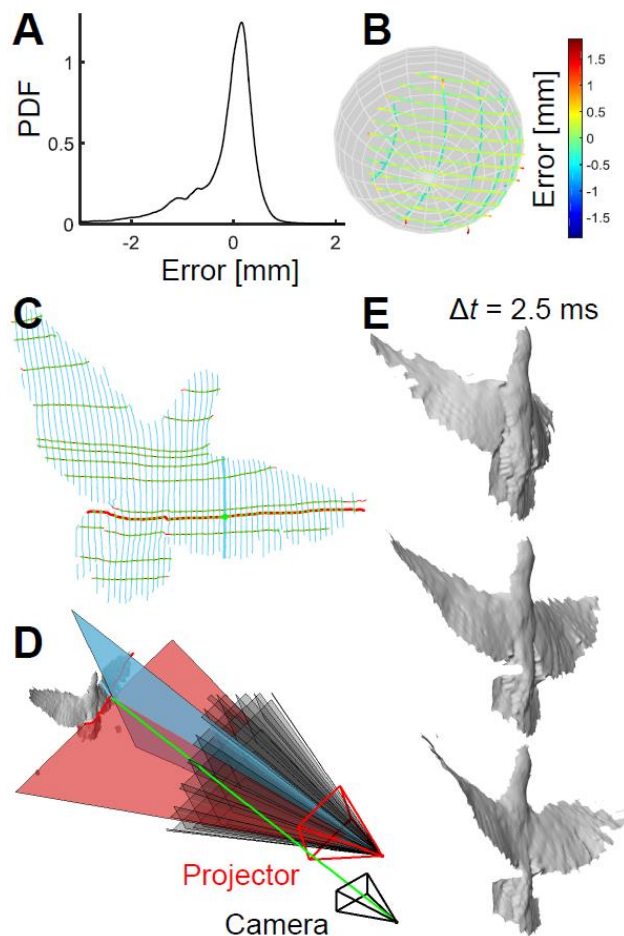 A
1
0.5
0
PDF
-2
0
2
Error [mm]
B
Error [mm]
1.5
1
0.5
0
-0.5
-1
-1.5
C
D
Projector
Camera
E
Δt = 2.5 ms